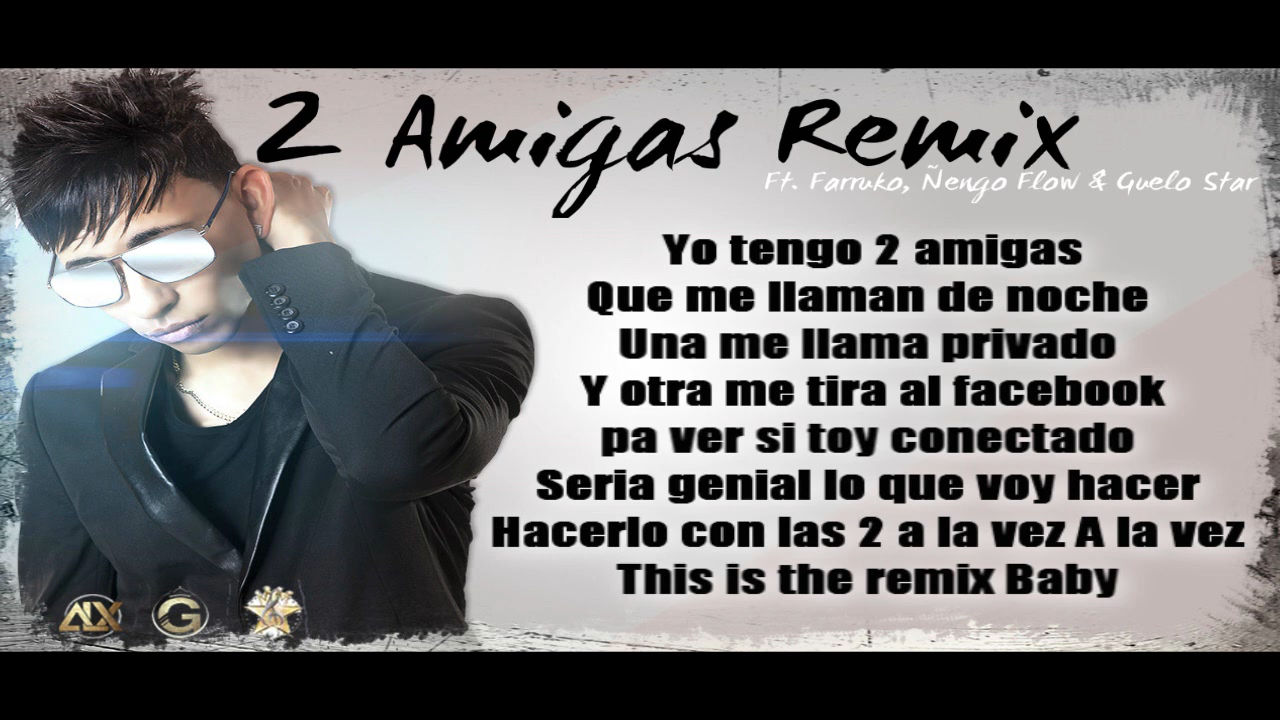 2 Amigas Remix
Ft. Farruko, Ñengo Flow & Guelo Star
Yo tengo 2 amigas
Que me llaman de noche
Una me llama privado
Y otra me tira al facebook
pa ver si toy conectado
Seria genial lo que voy hacer
Hacerlo con las 2 a la vez A la vez
This is the remix Baby
ALX G